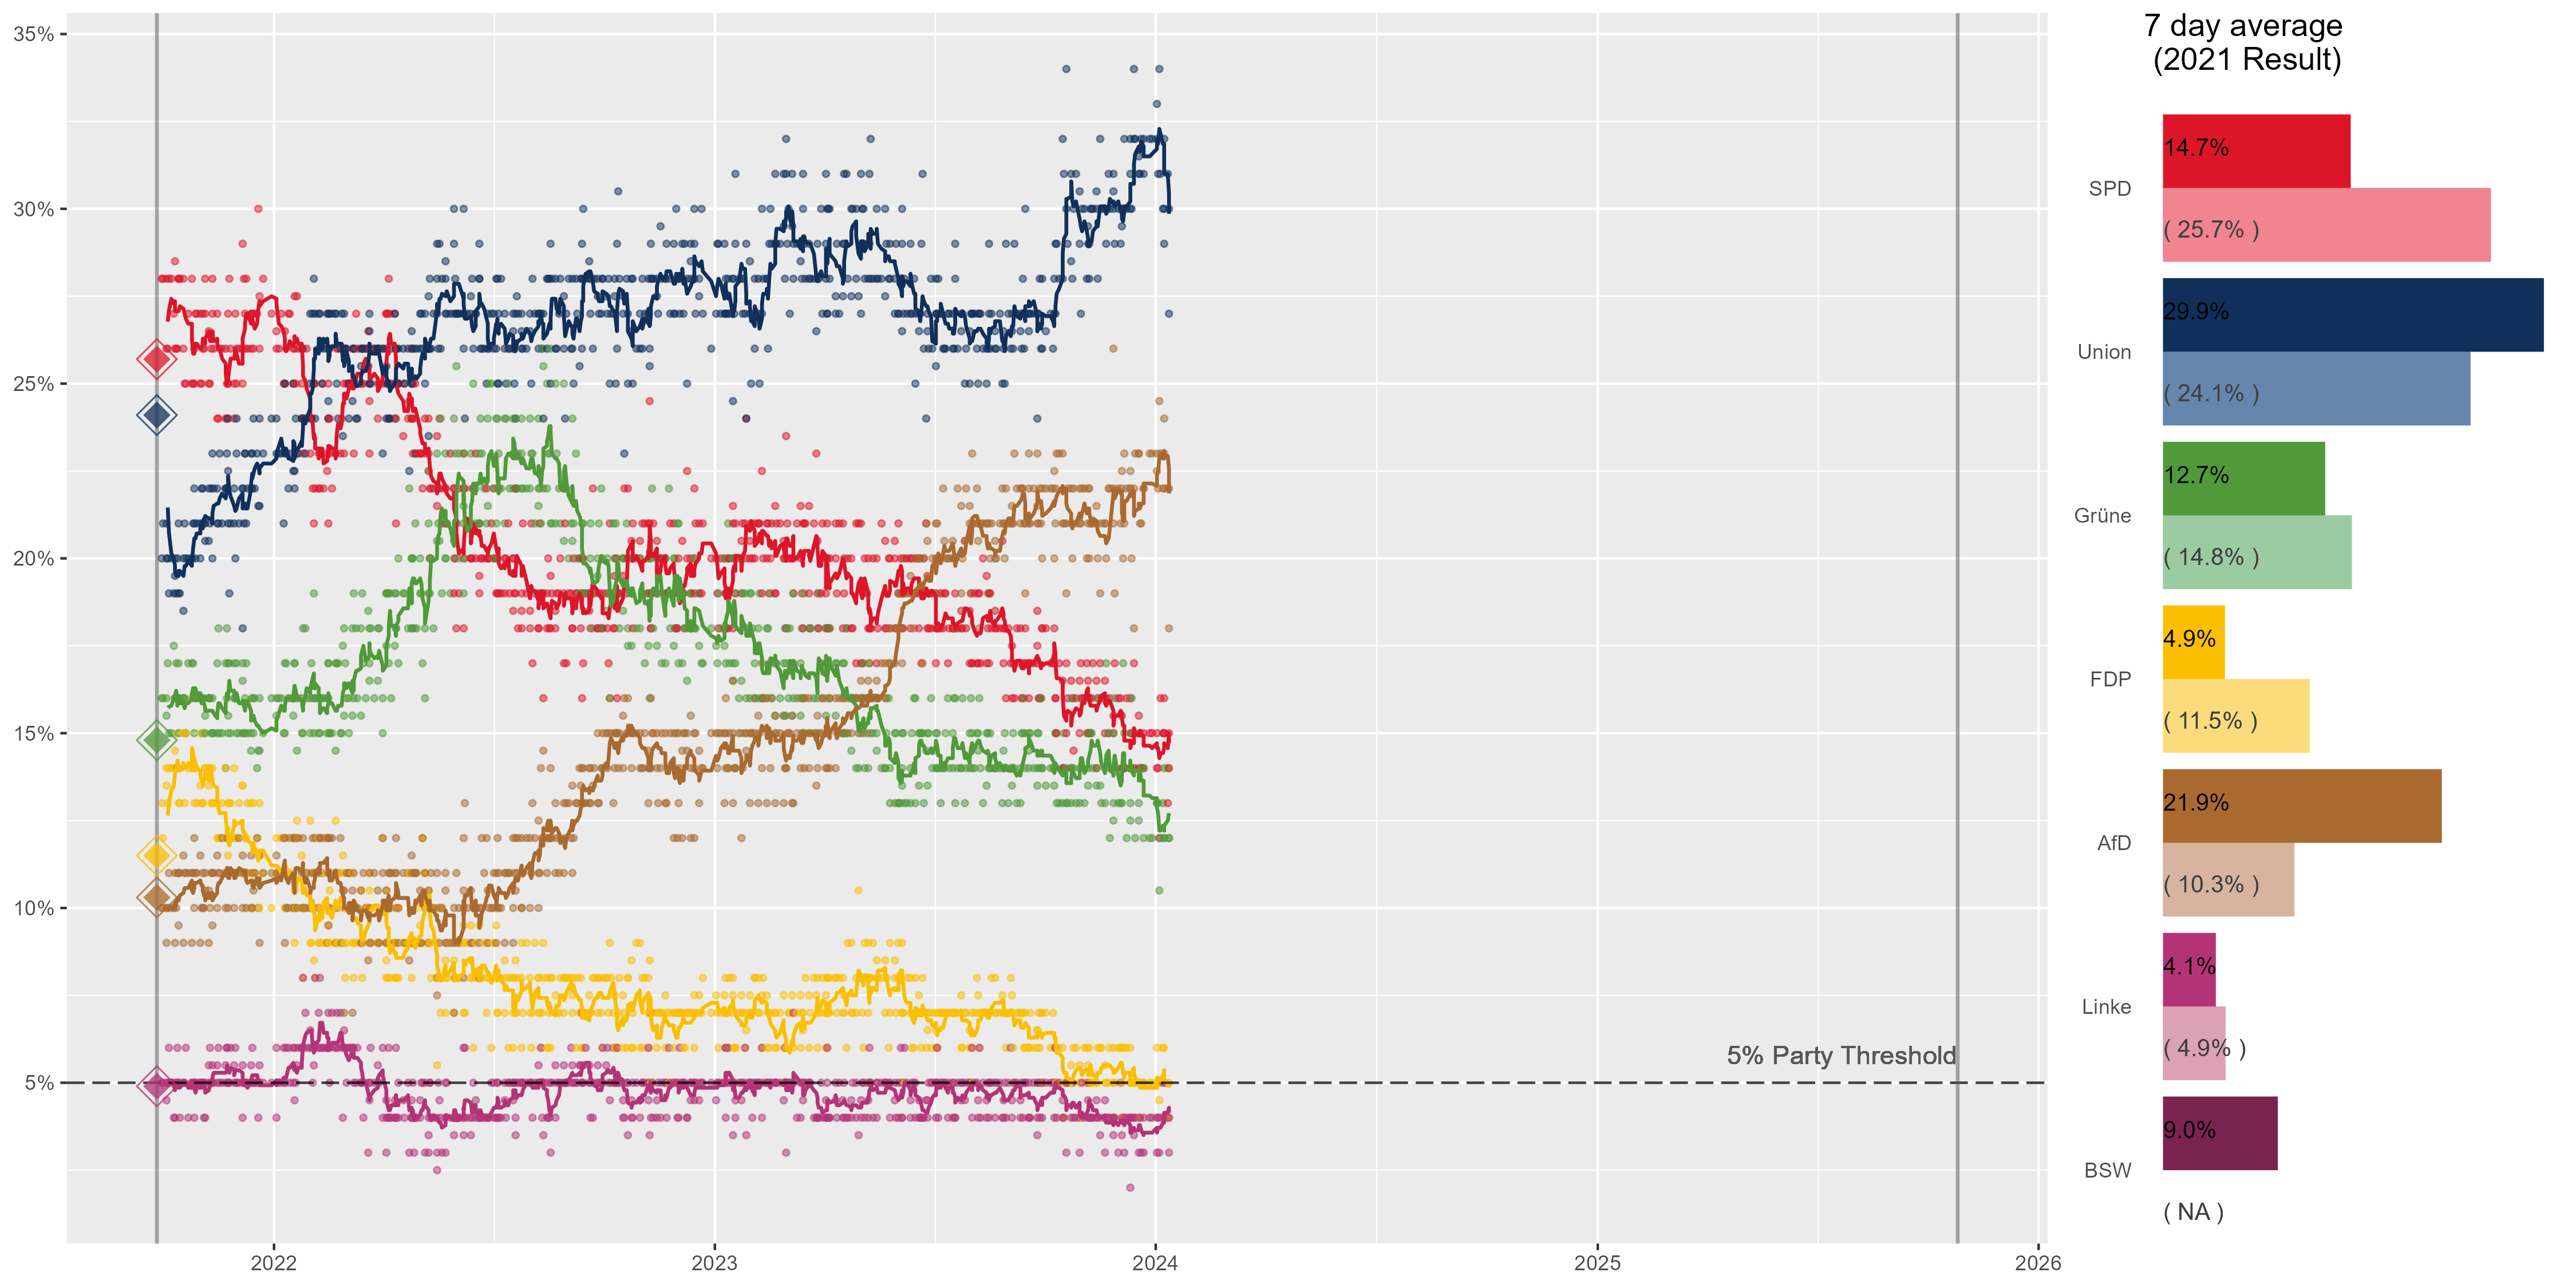 35%
30%
25%
20%
15%
10%
5%
5% Party Threshold
2022
2023
2024
2025
2026
7 day average
(2021 Result)
SPD
14.7%
( 25.7% )
Union
29.9%
( 24.1% )
Grüne
12.7%
( 14.8% )
FDP
4.9%
( 11.5% )
AfD
21.9%
( 10.3% )
Linke
4.1%
( 4.9% )
BSW
9.0%
( NA )